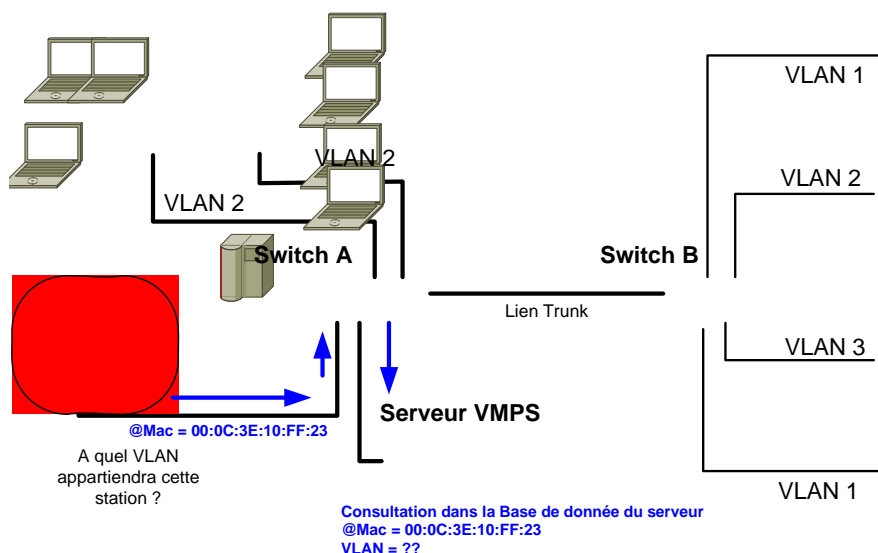 VLAN 1
VLAN 2
VLAN 2
VLAN 2
Switch A
Switch B
Lien Trunk
VLAN 3
Serveur VMPS
@Mac = 00:0C:3E:10:FF:23
A quel VLAN
appartiendra cette
station ?
VLAN 1
Consultation dans la Base de donnée du serveur
@Mac = 00:0C:3E:10:FF:23
VLAN = ??